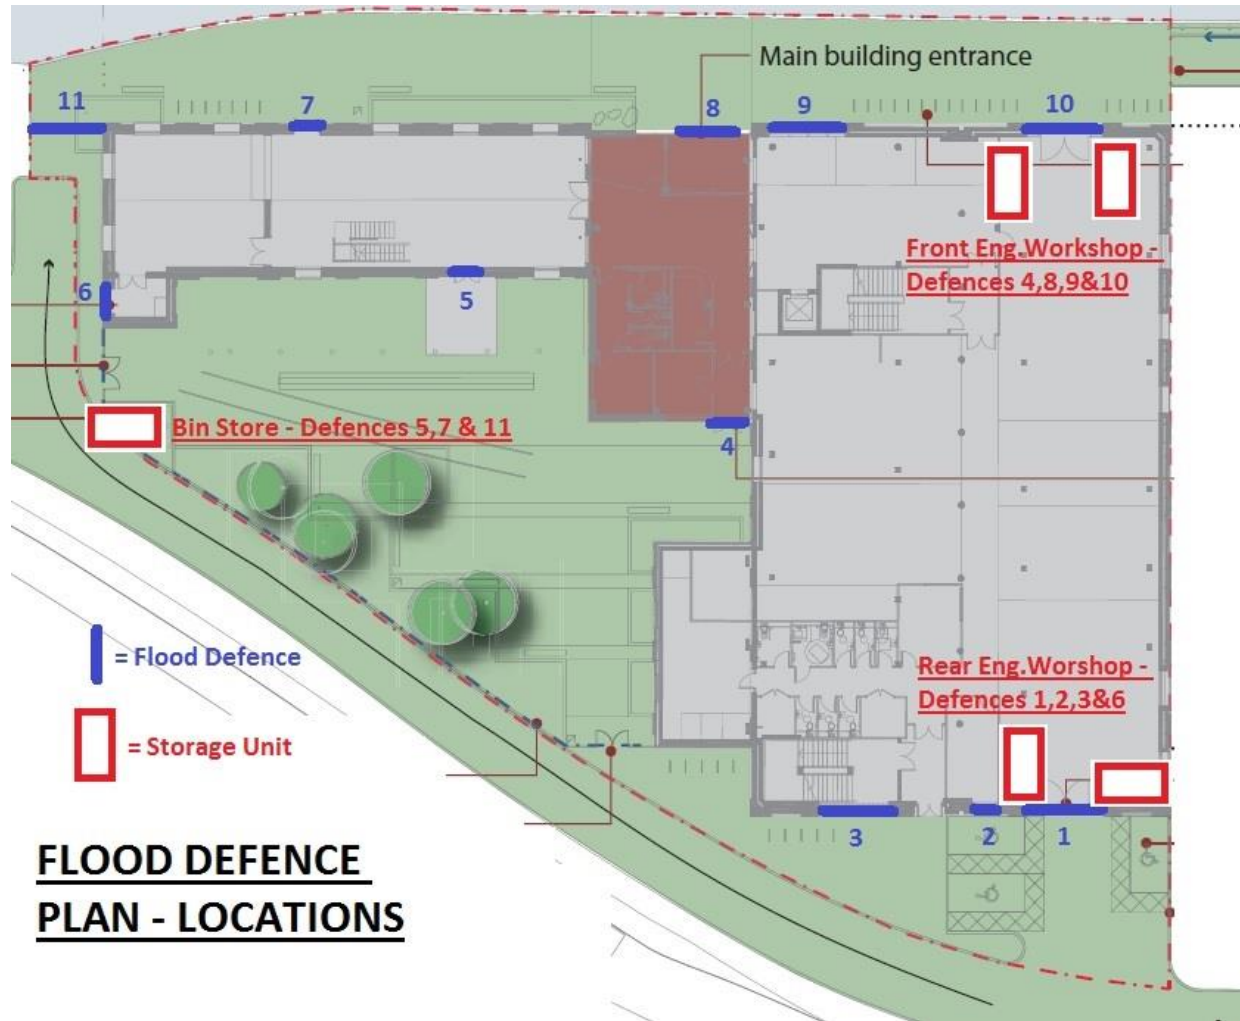 Main building entrance
11
7
8
9
10
Front Eng.Workshop -
Defences 4,8,9&10
6
5
Bin Store - Defences 5,7 & 11
4
= Flood Defence
Rear Eng.Worshop -
Defences 1,2,3&6
= Storage Unit
3
2
1
FLOOD DEFENCE
PLAN - LOCATIONS